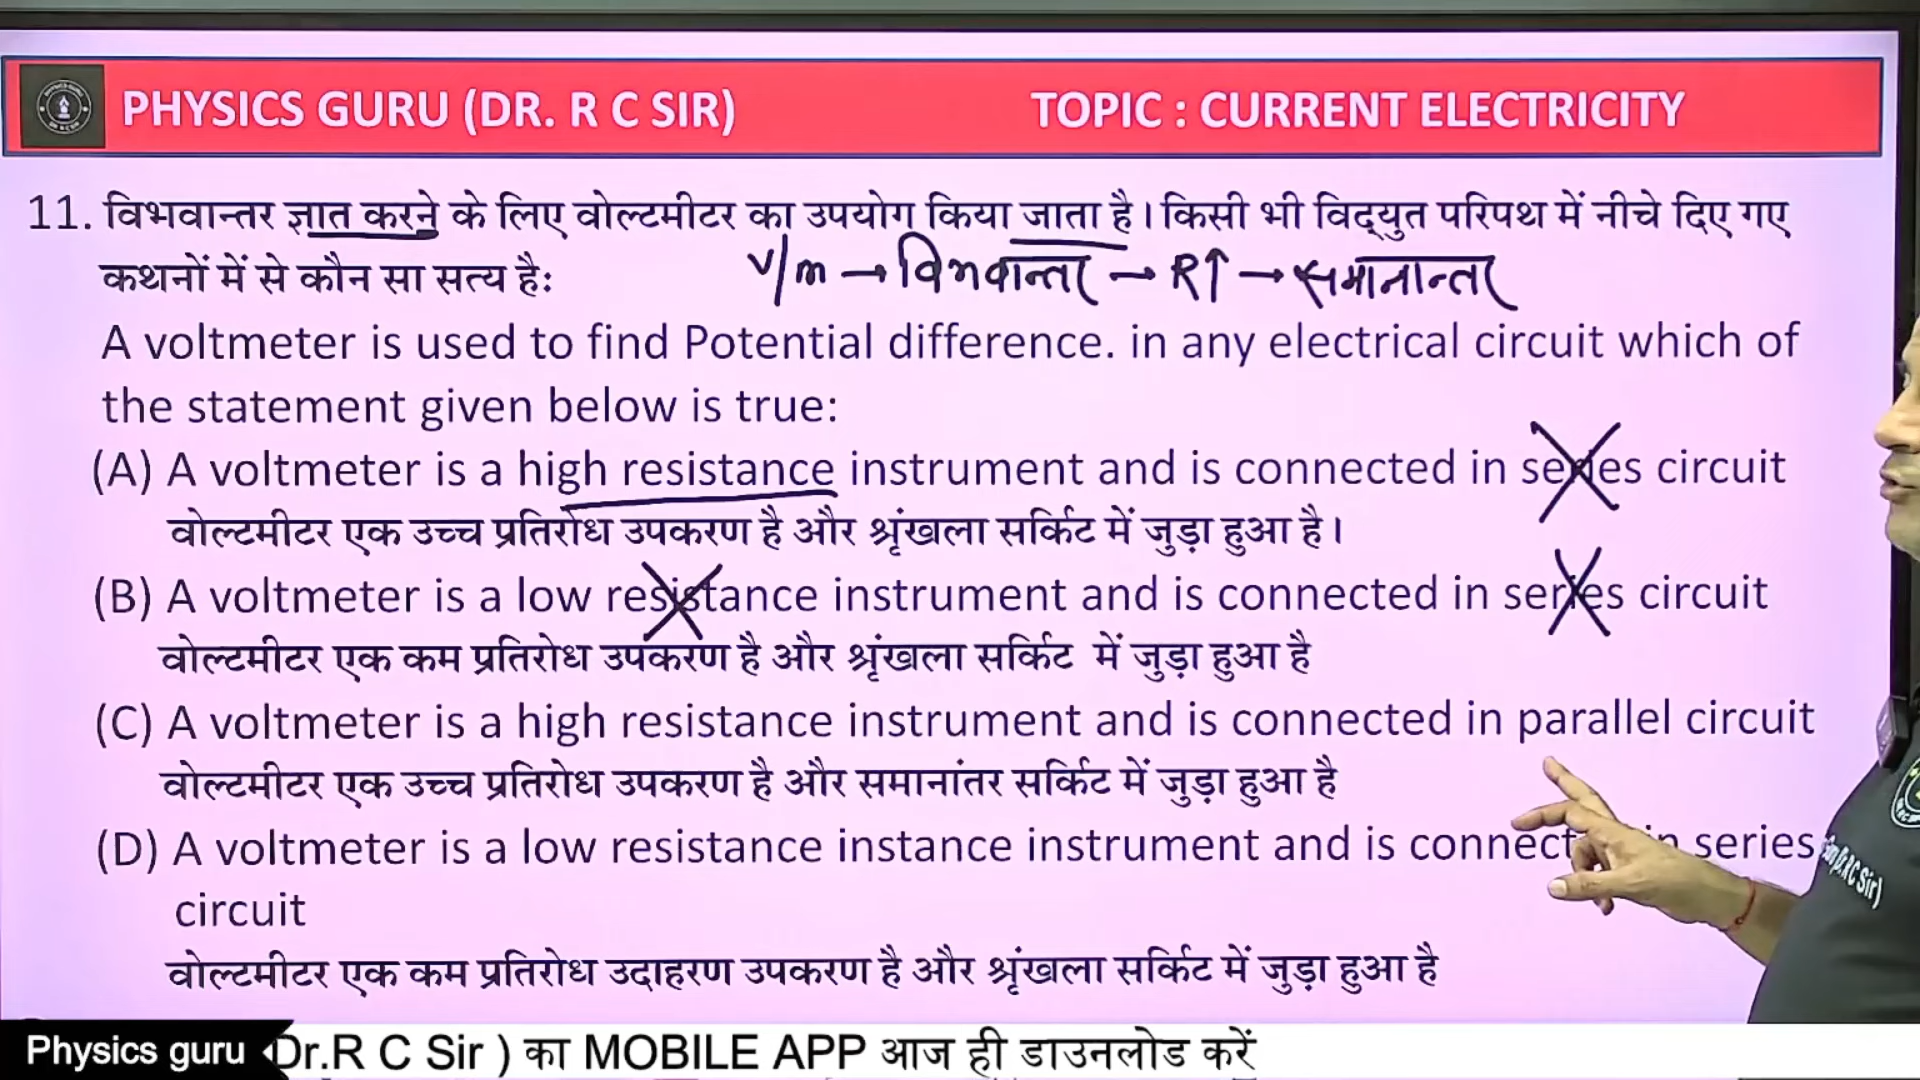 PHYSICS GURU (DR. R C SIR) TOPIC : CURRENT ELECTRICITY
11. विभवान्तर ज्ञात करने के लिए वोल्टमीटर का उपयोग किया जाता है। किसी भी विद्युत परिपथ में नीचे दिए गए
कथनों में से कौन सा सत्य हैः
V/m → विभवान्तर → R↑ → समानान्तर
A voltmeter is used to find Potential difference. in any electrical circuit which of
the statement given below is true:
(A) A voltmeter is a high resistance instrument and is connected in series circuit
वोल्टमीटर एक उच्च प्रतिरोध उपकरण है और श्रृंखला सर्किट में जुड़ा हुआ है।
(B) A voltmeter is a low resistance instrument and is connected in series circuit
वोल्टमीटर एक कम प्रतिरोध उपकरण है और श्रृंखला सर्किट में जुड़ा हुआ है
(C) A voltmeter is a high resistance instrument and is connected in parallel circuit
वोल्टमीटर एक उच्च प्रतिरोध उपकरण है और समानांतर सर्किट में जुड़ा हुआ है
(D) A voltmeter is a low resistance instance instrument and is in series
circuit
वोल्टमीटर एक कम प्रतिरोध उदाहरण उपकरण है और श्रृंखला सर्किट में जुड़ा हुआ है
R C Sir)
Physics guru Dr.R C Sir ) का MOBILE APP आज ही डाउनलोड करें